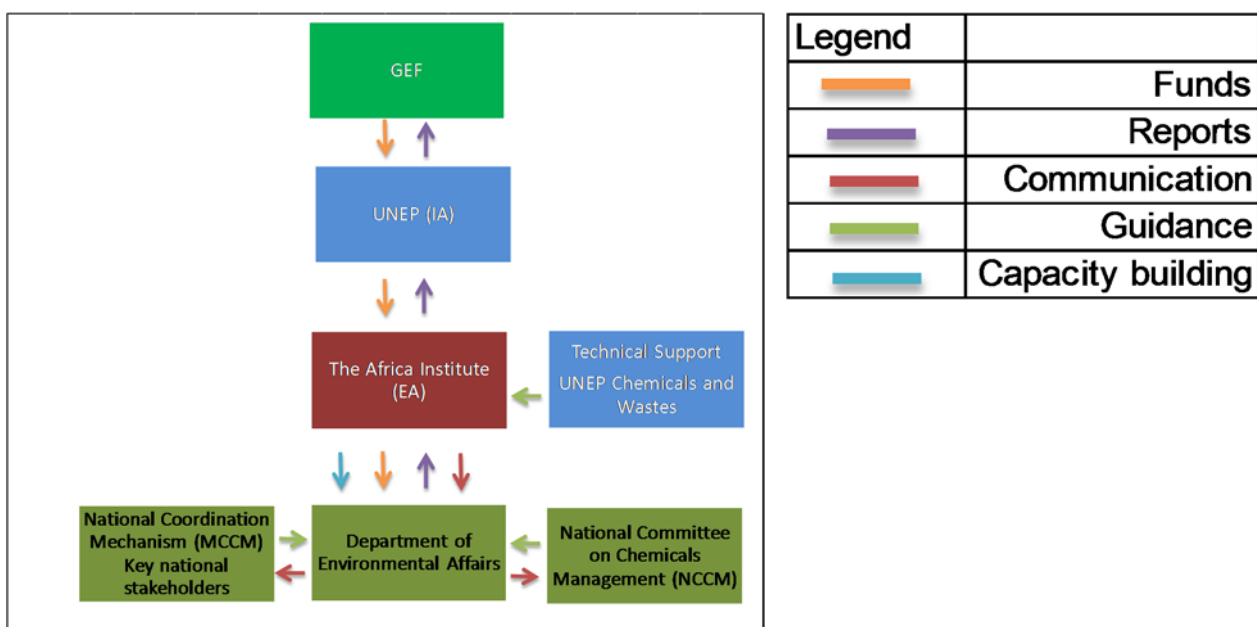 GEF
UNEP (IA)
The Africa Institute
(EA)
Technical Support
UNEP Chemicals and
Wastes
National Coordination
Mechanism (MCCM)
Key national
stakeholders
Department of
Environmental Affairs
National Committee
on Chemicals
Management (NCCM)
Legend
Funds
Reports
Communication
Guidance
Capacity building